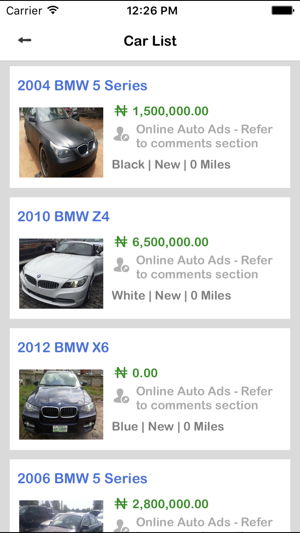 Carrier 12:26 PM
Car List
2004 BMW 5 Series
₦ 1,500,000.00
Online Auto Ads - Refer
to comments section
Black | New | 0 Miles
2010 BMW Z4
₦ 6,500,000.00
Online Auto Ads - Refer
to comments section
White | New | 0 Miles
2012 BMW X6
₦ 0.00
Online Auto Ads - Refer
to comments section
Blue | New | 0 Miles
2006 BMW 5 Series
₦ 2,800,000.00
Online Auto Ads - Refer
to comments section